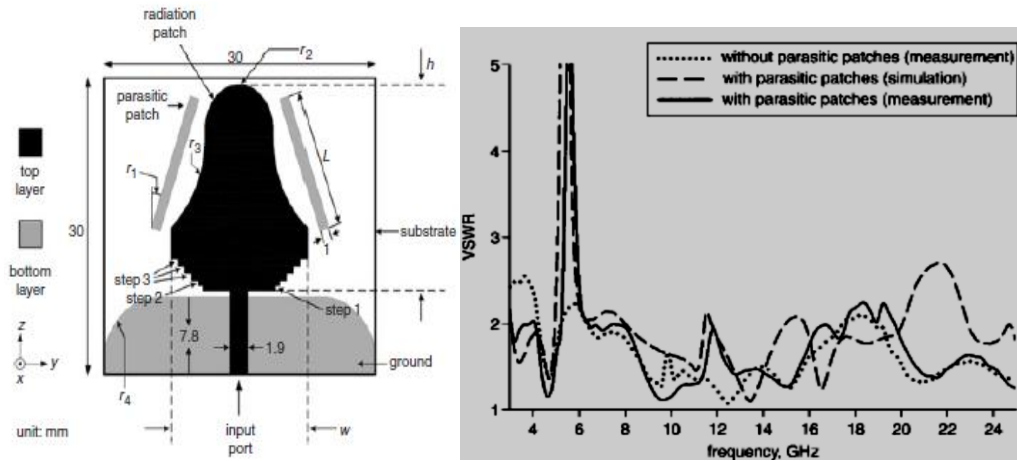 radiation
patch
r2
30
h
parasitic
patch
r3
L
r1
top
layer
30
substrate
1
bottom
layer
step 3
step 2
step 1
7.8
1.9
z
y
x
ground
r4
unit: mm
input
port
w
without parasitic patches (measurement)
with parasitic patches (simulation)
with parasitic patches (measurement)
5
4
3
2
1
VSWR
4 6 8 10 12 14 16 18 20 22 24
frequency, GHz